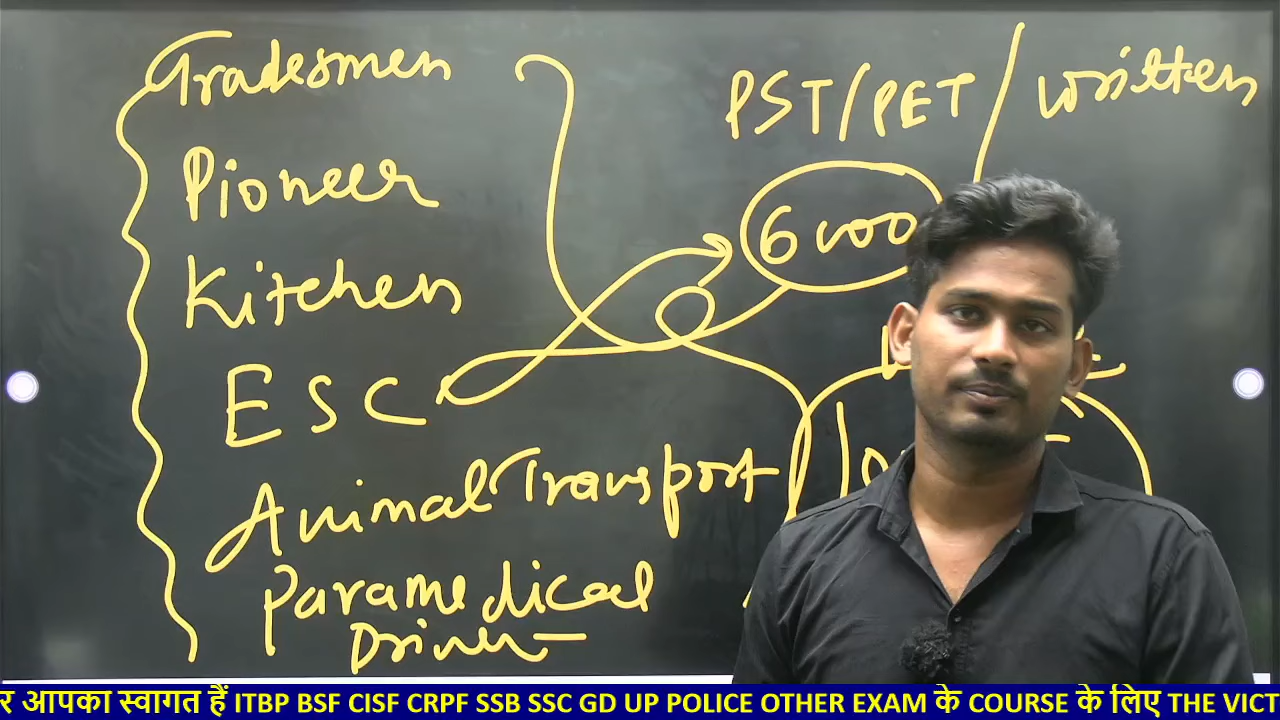 Tradesmen
PST/PET/written
Pioneer
6000
Kitchen
ESC
Animal Transport
Paramedical
Driver
र आपका स्वागत हैं ITBP BSF CISF CRPF SSB SSC GD UP POLICE OTHER EXAM के COURSE के लिए THE VICT